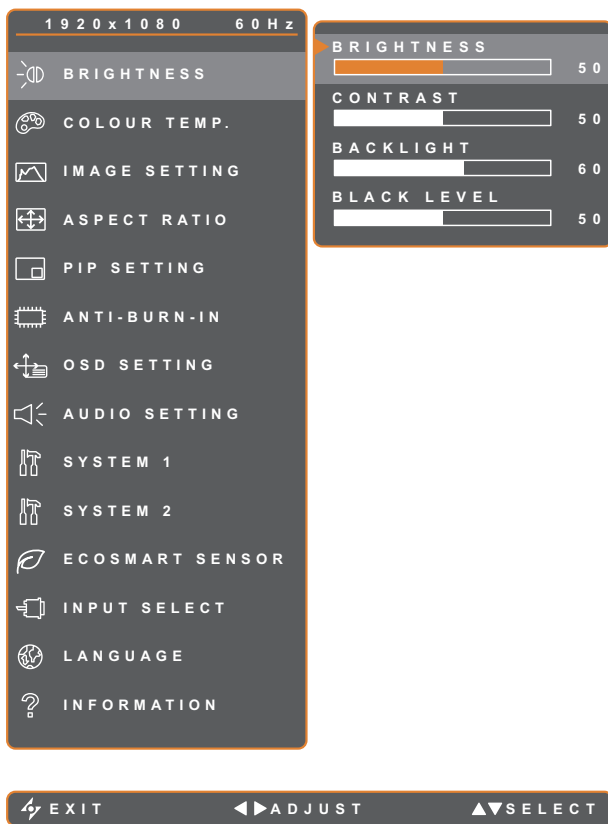 1920x1080 60Hz
BRIGHTNESS
COLOUR TEMP.
IMAGE SETTING
ASPECT RATIO
PIP SETTING
ANTI-BURN-IN
OSD SETTING
AUDIO SETTING
SYSTEM 1
SYSTEM 2
ECOSMART SENSOR
INPUT SELECT
LANGUAGE
INFORMATION
BRIGHTNESS
50
CONTRAST
50
BACKLIGHT
60
BLACK LEVEL
50
EXIT ADJUST SELECT